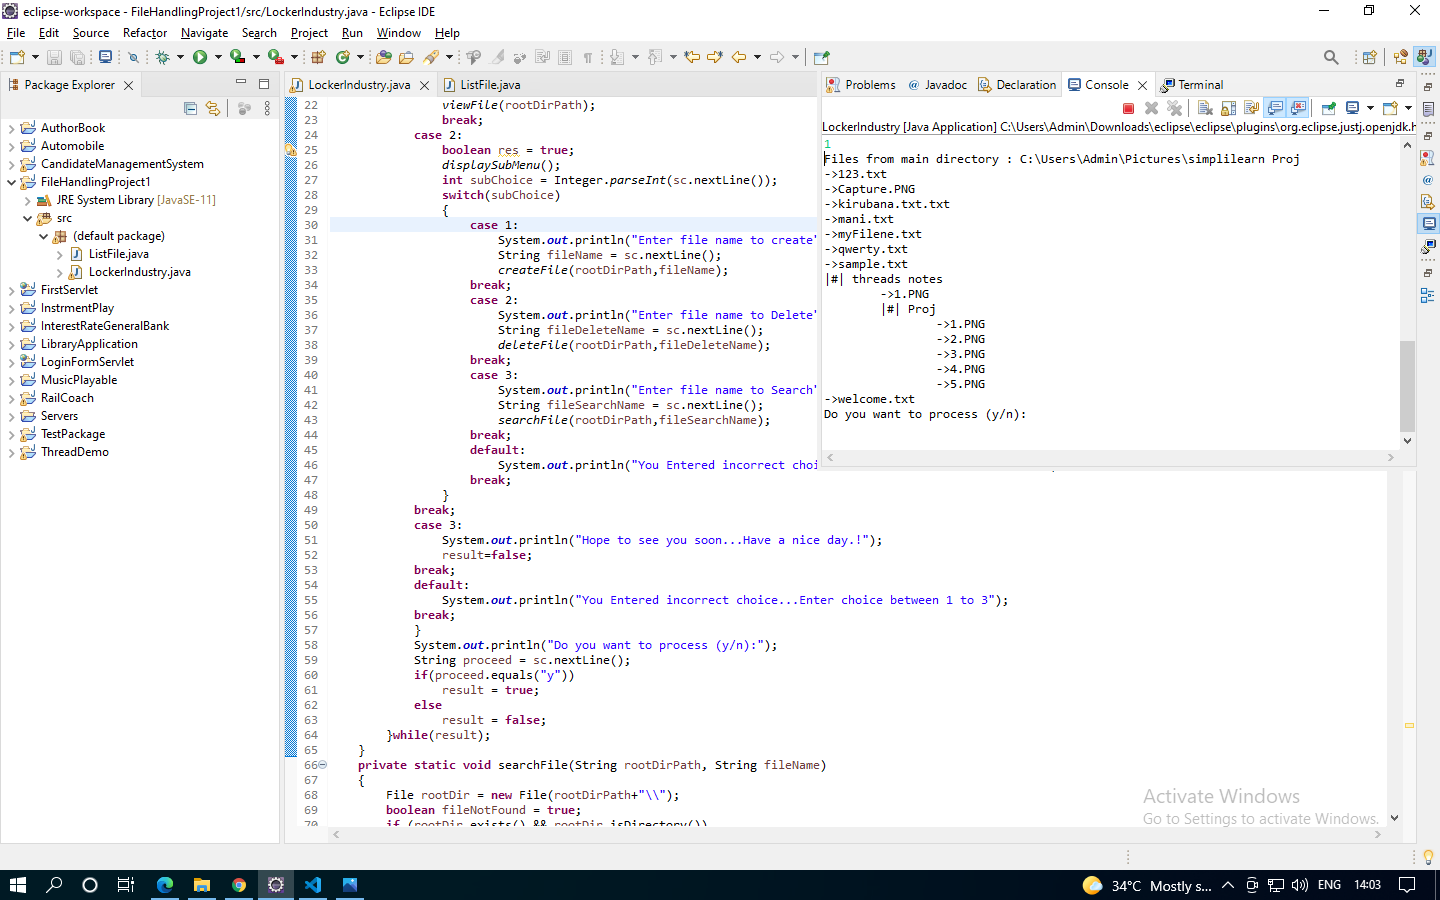 eclipse-workspace - FileHandlingProject1/src/LockerIndustry.java - Eclipse IDE
File Edit Source Refactor Navigate Search Project Run Window Help
Package Explorer
AuthorBook
Automobile
CandidateManagementSystem
FileHandlingProject1
JRE System Library [JavaSE-11]
src
(default package)
ListFile.java
LockerIndustry.java
FirstServlet
InstrmentPlay
InterestRateGeneralBank
LibraryApplication
LoginFormServlet
MusicPlayable
RailCoach
Servers
TestPackage
ThreadDemo
LockerIndustry.java ListFile.java
22 viewFile(rootDirPath);
23 break;
24 case 2:
25 boolean res = true;
26 displaySubMenu();
27 int subChoice = Integer.parseInt(sc.nextLine());
28 switch(subChoice)
29 {
30 case 1:
31 System.out.println("Enter file name to create"
32 String fileName = sc.nextLine();
33 createFile(rootDirPath,fileName);
34 break;
35 case 2:
36 System.out.println("Enter file name to Delete"
37 String fileDeleteName = sc.nextLine();
38 deleteFile(rootDirPath,fileDeleteName);
39 break;
40 case 3:
41 System.out.println("Enter file name to Search"
42 String fileSearchName = sc.nextLine();
43 searchFile(rootDirPath,fileSearchName);
44 break;
45 default:
46 System.out.println("You Entered incorrect choi
47 break;
48 }
49 break;
50 case 3:
51 System.out.println("Hope to see you soon...Have a nice day.!");
52 result=false;
53 break;
54 default:
55 System.out.println("You Entered incorrect choice...Enter choice between 1 to 3");
56 break;
57 }
58 System.out.println("Do you want to process (y/n):");
59 String proceed = sc.nextLine();
60 if(proceed.equals("y"))
61 result = true;
62 else
63 result = false;
64 }while(result);
65 }
66 private static void searchFile(String rootDirPath, String fileName)
67 {
68 File rootDir = new File(rootDirPath+"\\");
69 boolean fileNotFound = true;
70 if (rootDir.exists() && rootDir.isDirectory())
Problems @ Javadoc Declaration Console Terminal
LockerIndustry [Java Application] C:\Users\Admin\Downloads\eclipse\eclipse\plugins\org.eclipse.justj.openjdk.h
1
Files from main directory : C:\Users\Admin\Pictures\simplilearn Proj
->123.txt
->Capture.PNG
->kirubana.txt.txt
->mani.txt
->myFilene.txt
->qwerty.txt
->sample.txt
|#| threads notes
->1.PNG
|#| Proj
->1.PNG
->2.PNG
->3.PNG
->4.PNG
->5.PNG
->welcome.txt
Do you want to process (y/n):
Activate Windows
Go to Settings to activate Windows.
34°C Mostly s... ENG 14:03